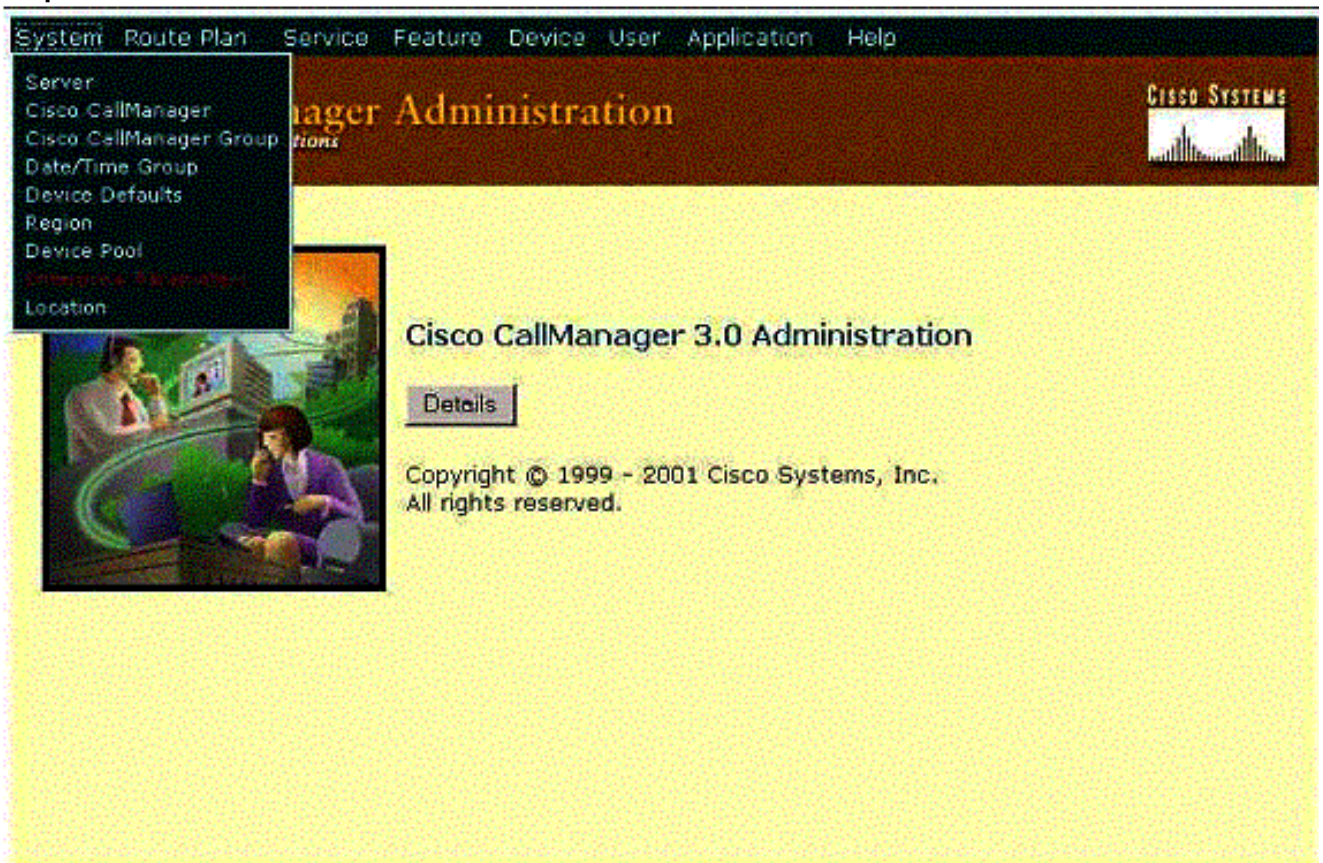 System Route Plan Service Feature Device User Application Help
Server
Cisco CallManager
Cisco CallManager Group
Date/Time Group
Device Defaults
Region
Device Pool
Location
nager Administration
tions
CISCO SYSTEMS
Cisco CallManager 3.0 Administration
Details
Copyright © 1999 - 2001 Cisco Systems, Inc.
All rights reserved.